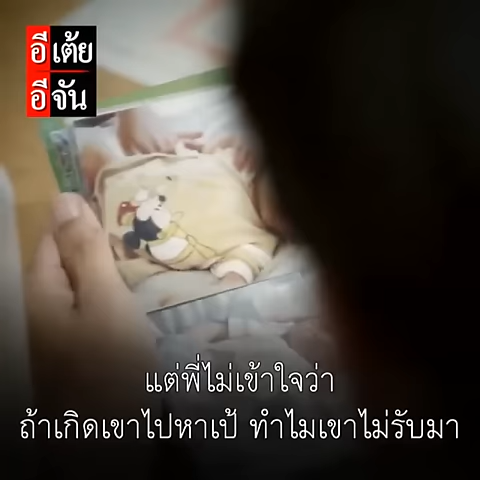 อีเต้ย
อีจัน
แต่พี่ไม่เข้าใจว่า
ถ้าเกิดเขาไปหาเป้ ทำไมเขาไม่รับมา